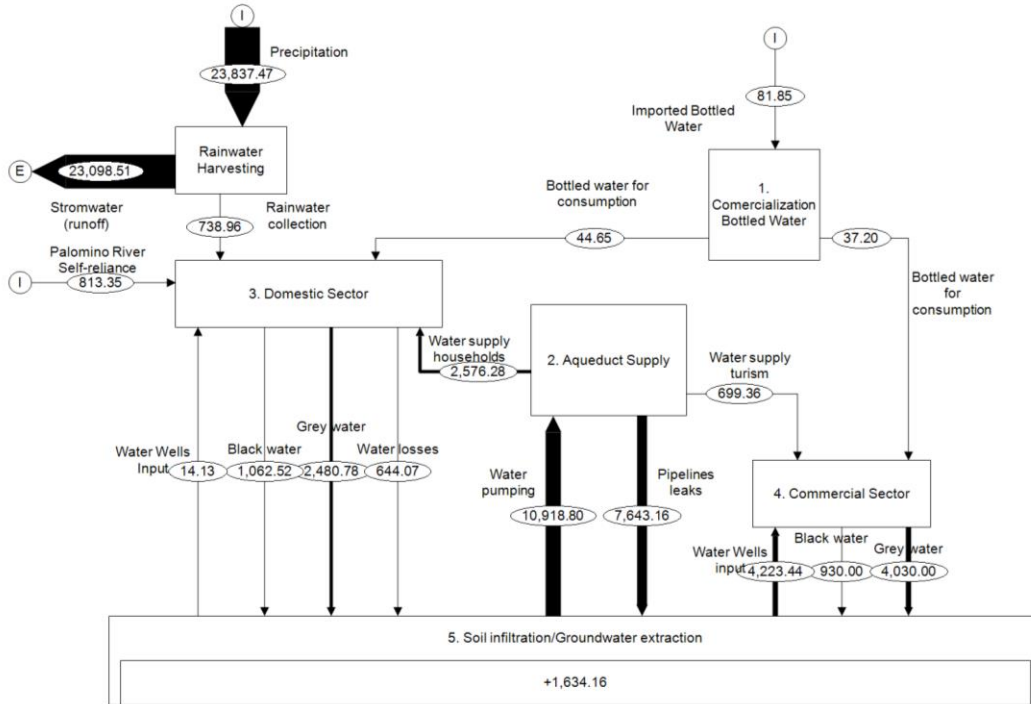 I
Precipitation
23,837.47
I
81.85
Imported Bottled
Water
Rainwater
Harvesting
E
23,098.51
Stromwater
(runoff)
Rainwater
collection
738.96
1.
Comercialization
Bottled Water
Bottled water for
consumption
44.65
37.20
Bottled water
for
consumption
Palomino River
Self-reliance
I
813.35
3. Domestic Sector
Water supply
households
2,576.28
2. Aqueduct Supply
Water supply
turism
699.36
Water Wells
Input
14.13
Black water
1,062.52
Grey water
2,480.78
Water losses
644.07
Water
pumping
10,918.80
Pipelines
leaks
7,643.16
4. Commercial Sector
Water Wells
input
4,223.44
Black water
930.00
Grey water
4,030.00
5. Soil infiltration/Groundwater extraction
+1,634.16